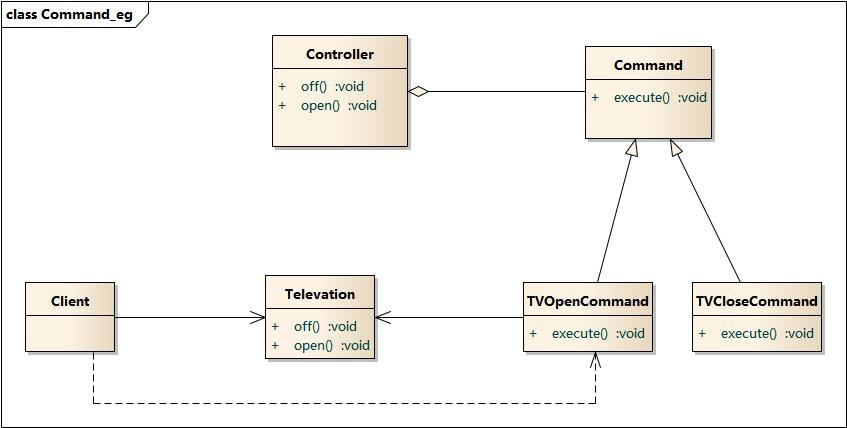 class Command_eg
Controller
+ off() :void
+ open() :void
Command
+ execute() :void
Client
Televation
+ off() :void
+ open() :void
TVOpenCommand
+ execute() :void
TVCloseCommand
+ execute() :void